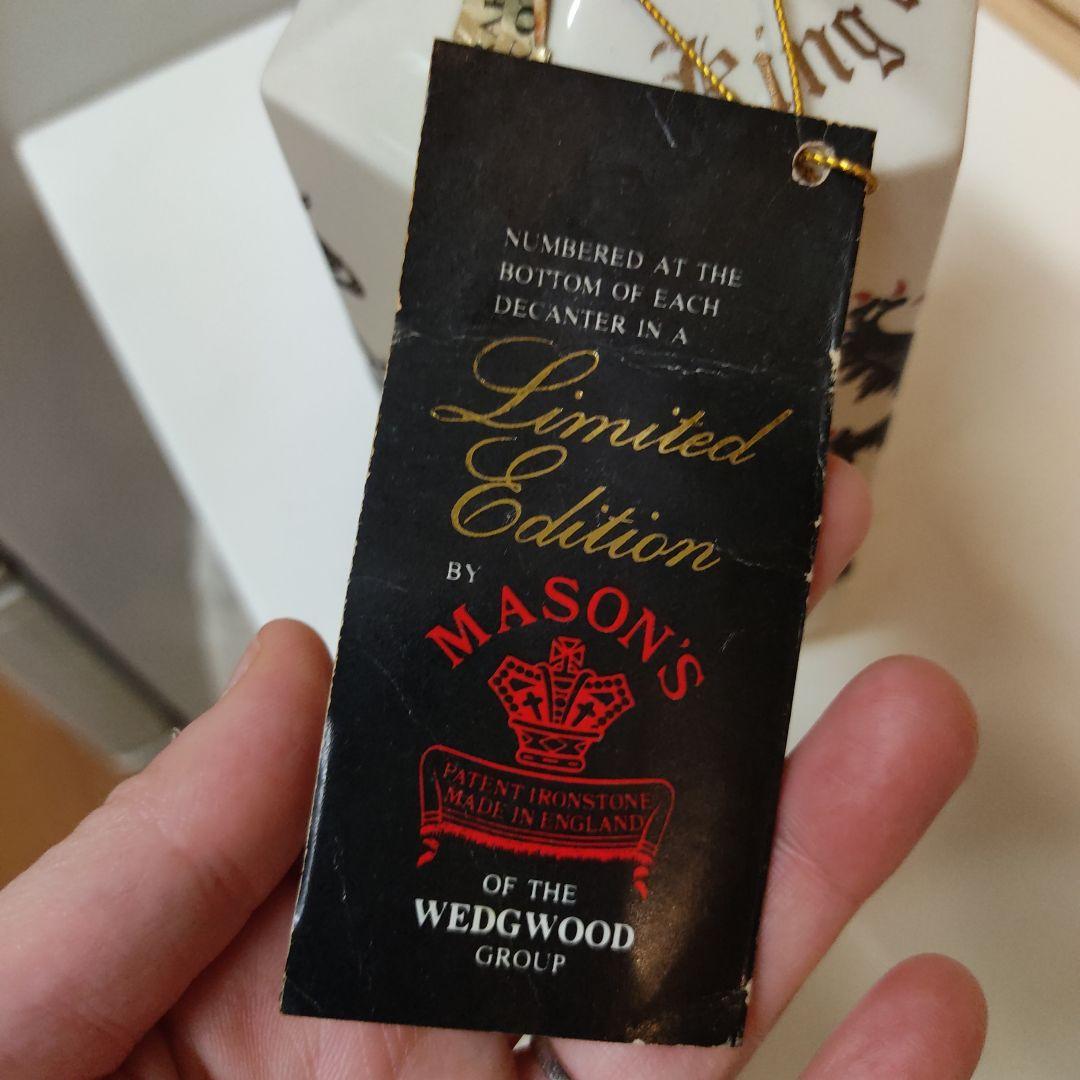 King
NUMBERED AT THE
BOTTOM OF EACH
DECANTER IN A
Limited
Edition
BY
MASON'S
PATENT IRONSTONE
MADE IN ENGLAND
OF THE
WEDGWOOD
GROUP